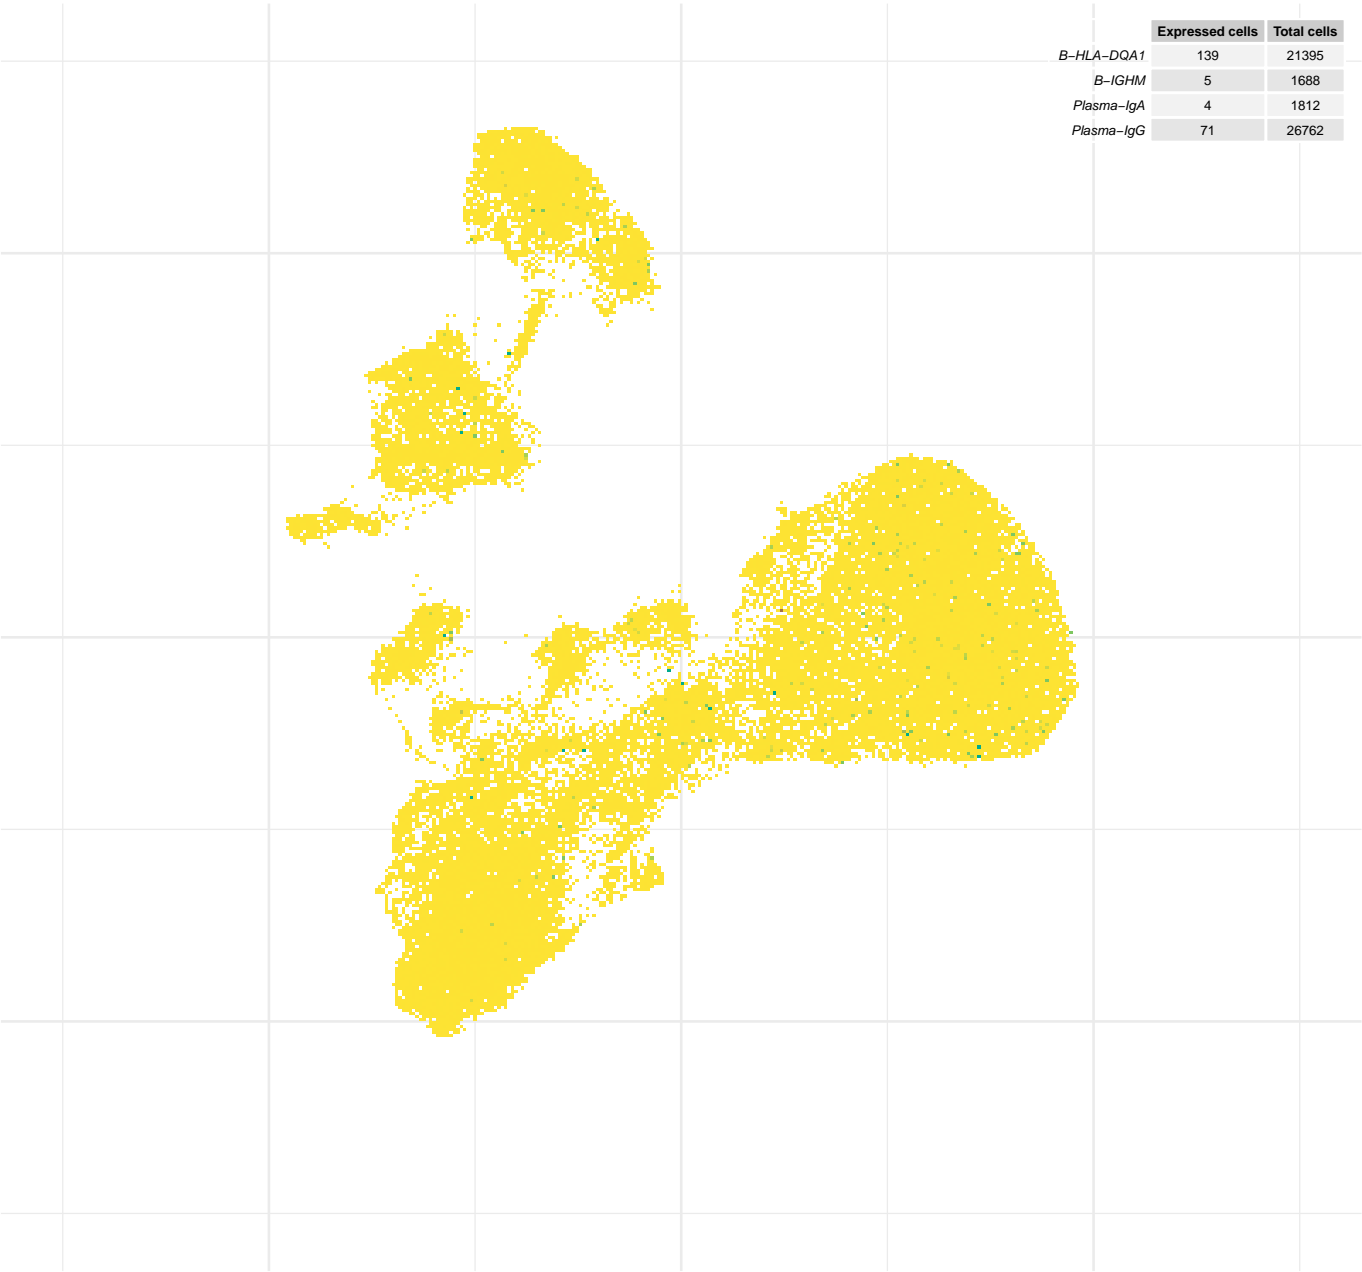 Expressed cells Total cells
B−HLA−DQA1 139 21395
B−IGHM 5 1688
Plasma−IgA 4 1812
Plasma−IgG 71 26762